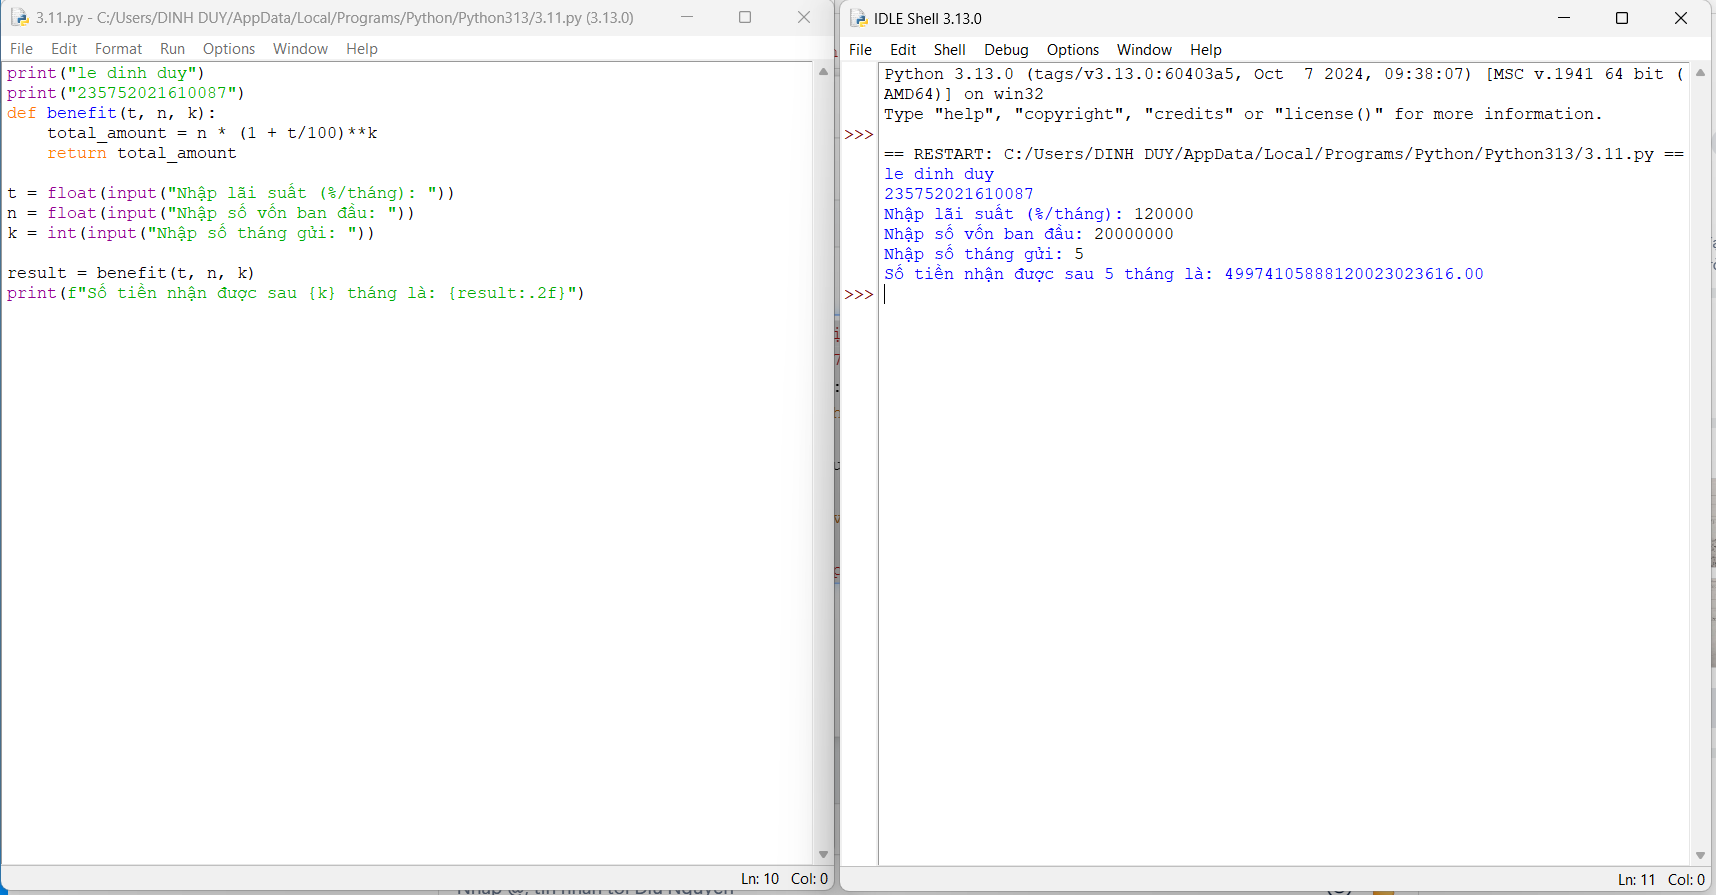 3.11.py - C:/Users/DINH DUY/AppData/Local/Programs/Python/Python313/3.11.py (3.13.0)
File Edit Format Run Options Window Help
print("le dinh duy")
print("235752021610087")
def benefit(t, n, k):
    total_amount = n * (1 + t/100)**k
    return total_amount
t = float(input("Nhập lãi suất (%/tháng): "))
n = float(input("Nhập số vốn ban đầu: "))
k = int(input("Nhập số tháng gửi: "))
result = benefit(t, n, k)
print(f"Số tiền nhận được sau {k} tháng là: {result:.2f}")
Ln: 10 Col: 0
IDLE Shell 3.13.0
File Edit Shell Debug Options Window Help
Python 3.13.0 (tags/v3.13.0:60403a5, Oct  7 2024, 09:38:07) [MSC v.1941 64 bit (
AMD64)] on win32
Type "help", "copyright", "credits" or "license()" for more information.
>>>
== RESTART: C:/Users/DINH DUY/AppData/Local/Programs/Python/Python313/3.11.py ==
le dinh duy
235752021610087
Nhập lãi suất (%/tháng): 120000
Nhập số vốn ban đầu: 20000000
Nhập số tháng gửi: 5
Số tiền nhận được sau 5 tháng là: 49974105888120023023616.00
>>>
Ln: 11 Col: 0